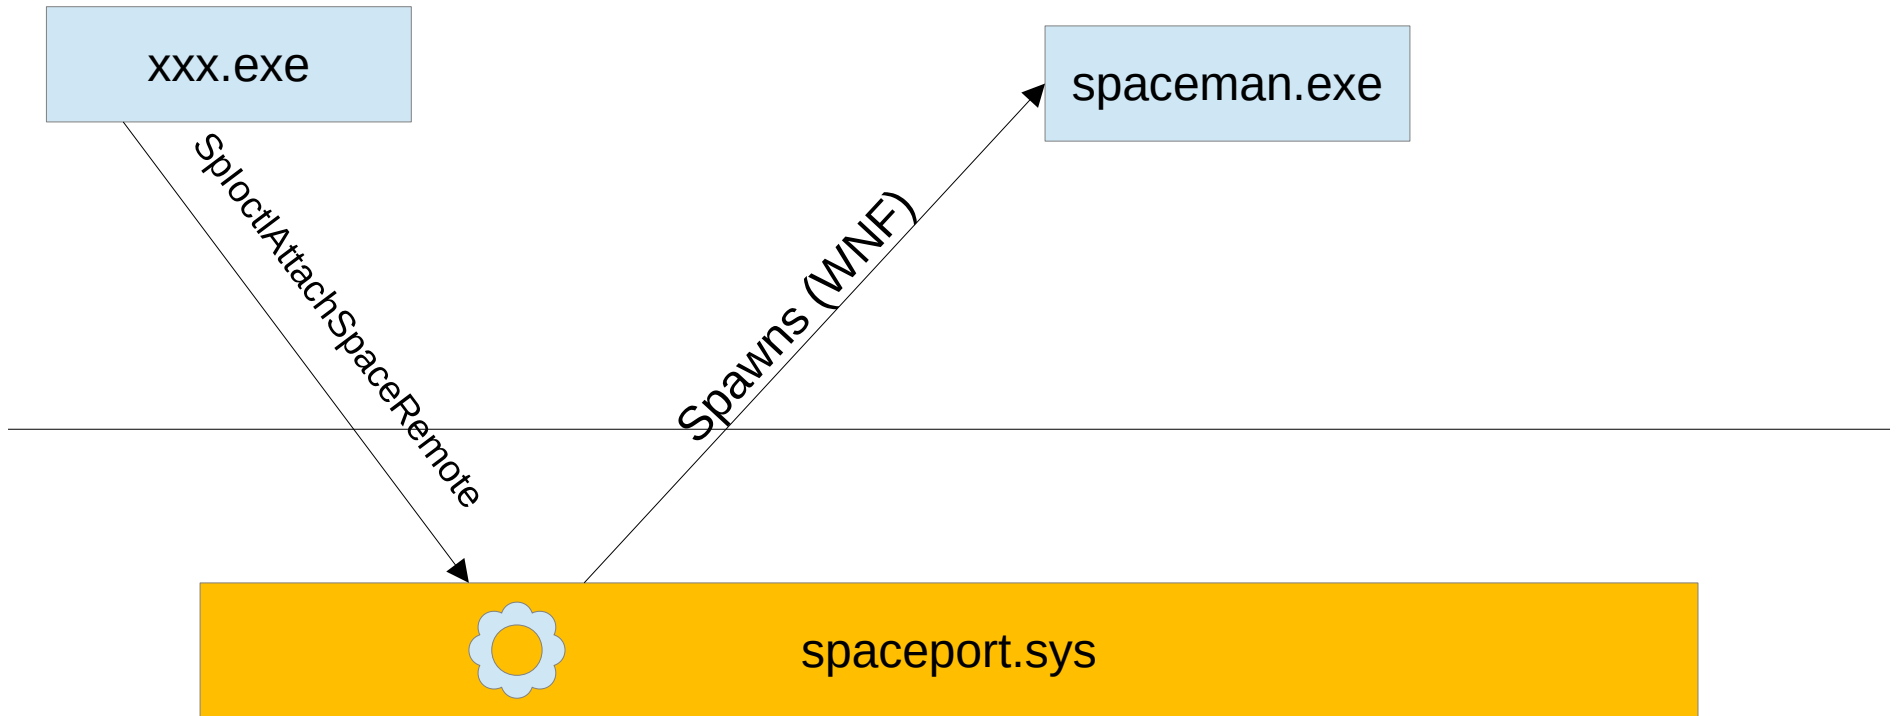 xxx.exe
spaceman.exe
SpIoctlAttachSpaceRemote
Spawns (WNF)
spaceport.sys